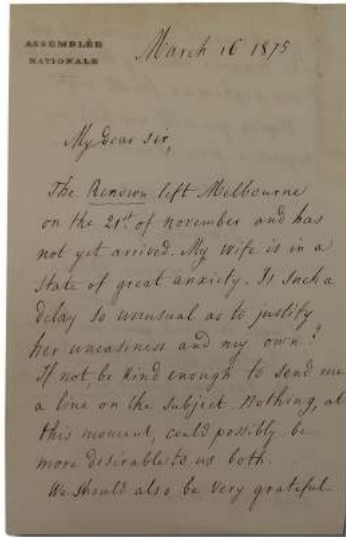 ASSEMBLÉE
NATIONALE
March 16 1875
My Dear Sir,
The Renown left Melbourne
on the 21st. of November and has
not yet arrived. My wife is in a
state of great anxiety. Is such a
delay so unusual as to justify
her uneasiness and my own?
If not, be kind enough to send me
a line on the subject. Nothing, at
this moment, could possibly be
more desirable to us both.
We should also be very grateful